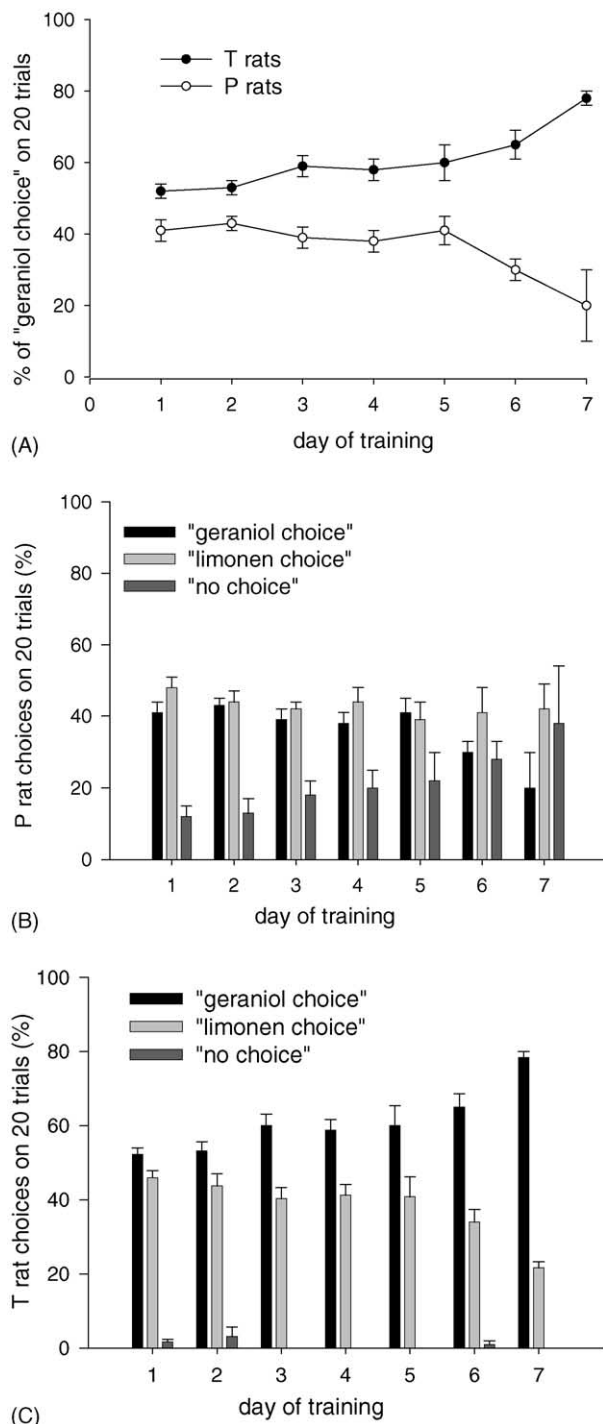 100
T rats
P rats
80
60
40
20
0
% of "geraniol choice" on 20 trials
0 1 2 3 4 5 6 7
day of training
(A)
100
"geraniol choice"
"limonen choice"
"no choice"
80
60
40
20
0
P rat choices on 20 trials (%)
1 2 3 4 5 6 7
day of training
(B)
100
"geraniol choice"
"limonen choice"
"no choice"
80
60
40
20
0
T rat choices on 20 trials (%)
1 2 3 4 5 6 7
day of training
(C)